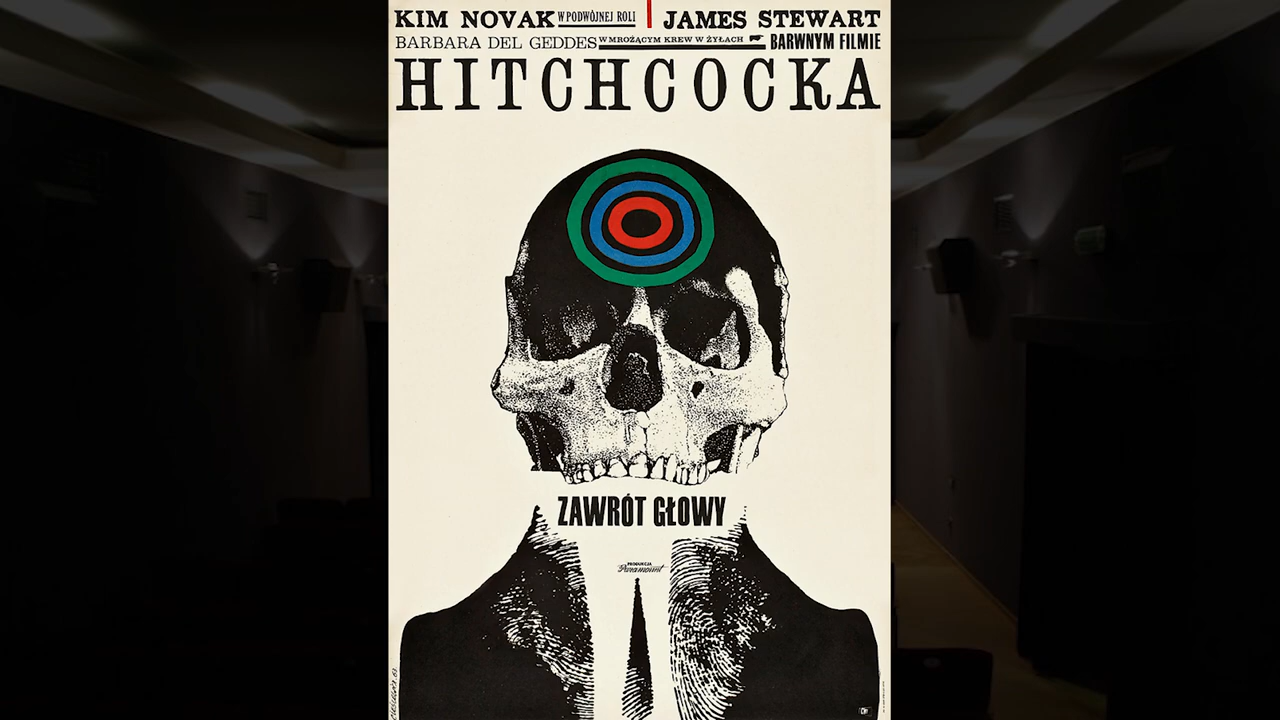 KIM NOVAK W PODWÓJNEJ ROLI JAMES STEWART
BARBARA DEL GEDDES W MROŻĄCYM KREW W ŻYŁACH BARWNYM FILMIE
HITCHCOCKA
ZAWRÓT GŁOWY
PRODUKCJA
Paramount